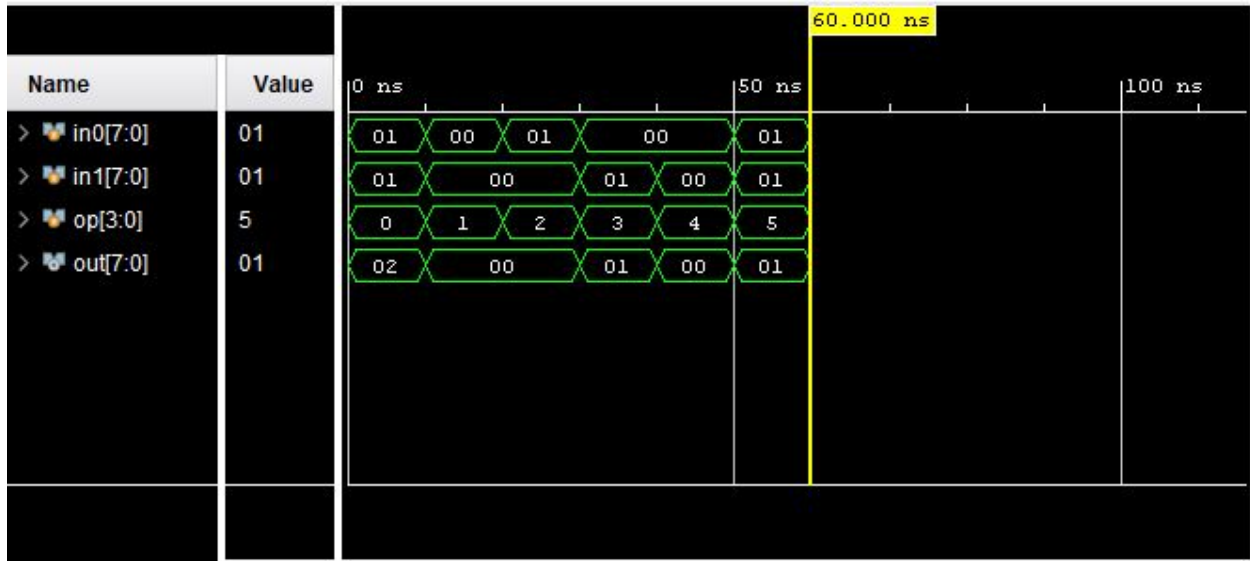 60.000 ns
Name Value 0 ns 50 ns 100 ns
in0[7:0] 01 01 00 01 00 01
in1[7:0] 01 01 00 01 00 01
op[3:0] 5 0 1 2 3 4 5
out[7:0] 01 02 00 01 00 01